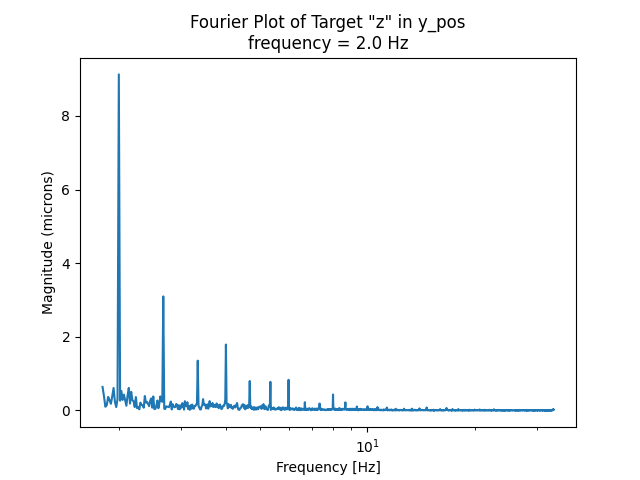 Fourier Plot of Target "z" in y_pos
frequency = 2.0 Hz
Magnitude (microns)
8
6
4
2
0
10¹
Frequency [Hz]